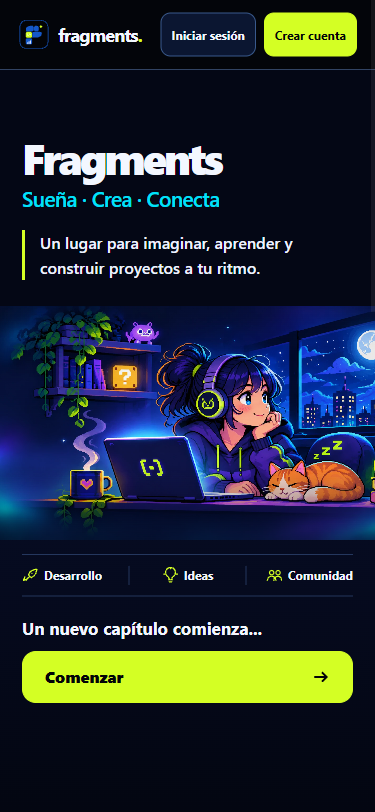 fragments.
Iniciar sesión
Crear cuenta
Fragments
Sueña · Crea · Conecta
Un lugar para imaginar, aprender y
construir proyectos a tu ritmo.
?
z z z
Desarrollo
Ideas
Comunidad
Un nuevo capítulo comienza...
Comenzar →